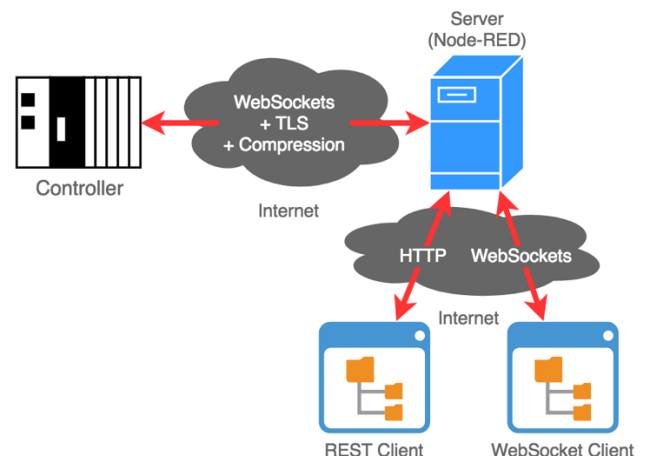 Server
(Node-RED)
WebSockets
+ TLS
+ Compression
Controller
Internet
HTTP
WebSockets
Internet
REST Client
WebSocket Client